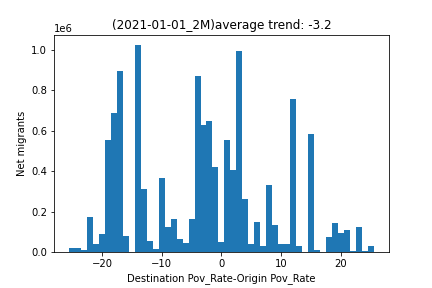 (2021-01-01_2M)average trend: -3.2
1e6
1.0
0.8
0.6
0.4
0.2
0.0
Net migrants
−20 −10 0 10 20
Destination Pov_Rate-Origin Pov_Rate